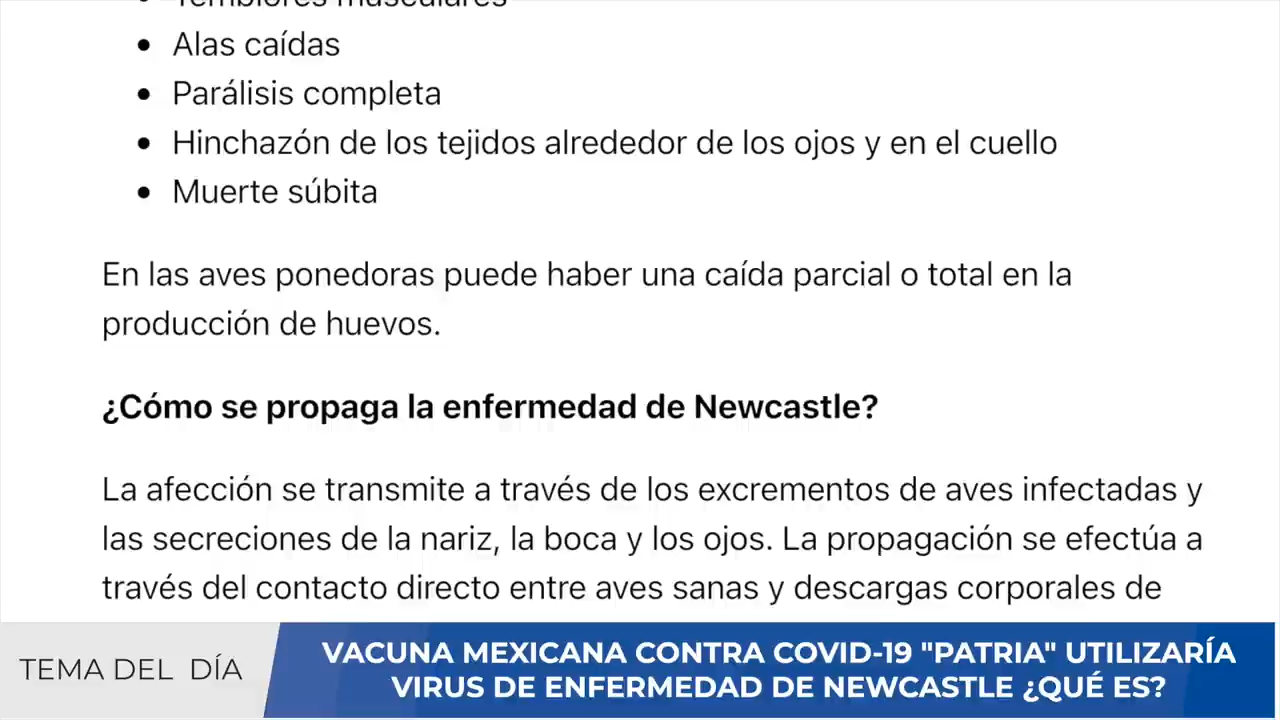 Temblores musculares
Alas caídas
Parálisis completa
Hinchazón de los tejidos alrededor de los ojos y en el cuello
Muerte súbita
En las aves ponedoras puede haber una caída parcial o total en la
producción de huevos.
¿Cómo se propaga la enfermedad de Newcastle?
La afección se transmite a través de los excrementos de aves infectadas y
las secreciones de la nariz, la boca y los ojos. La propagación se efectúa a
través del contacto directo entre aves sanas y descargas corporales de
TEMA DEL DÍA
VACUNA MEXICANA CONTRA COVID-19 "PATRIA" UTILIZARÍA
VIRUS DE ENFERMEDAD DE NEWCASTLE ¿QUÉ ES?